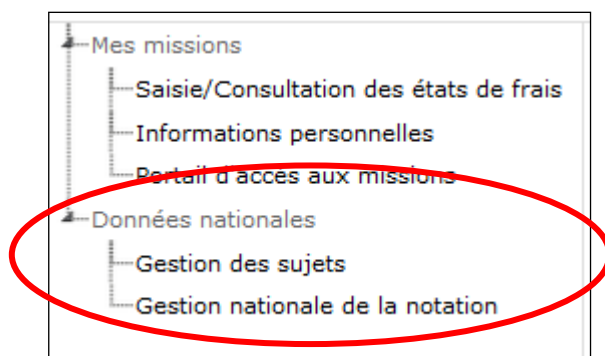 Mes missions
Saisie/Consultation des états de frais
Informations personnelles
Portail d'accès aux missions
Données nationales
Gestion des sujets
Gestion nationale de la notation